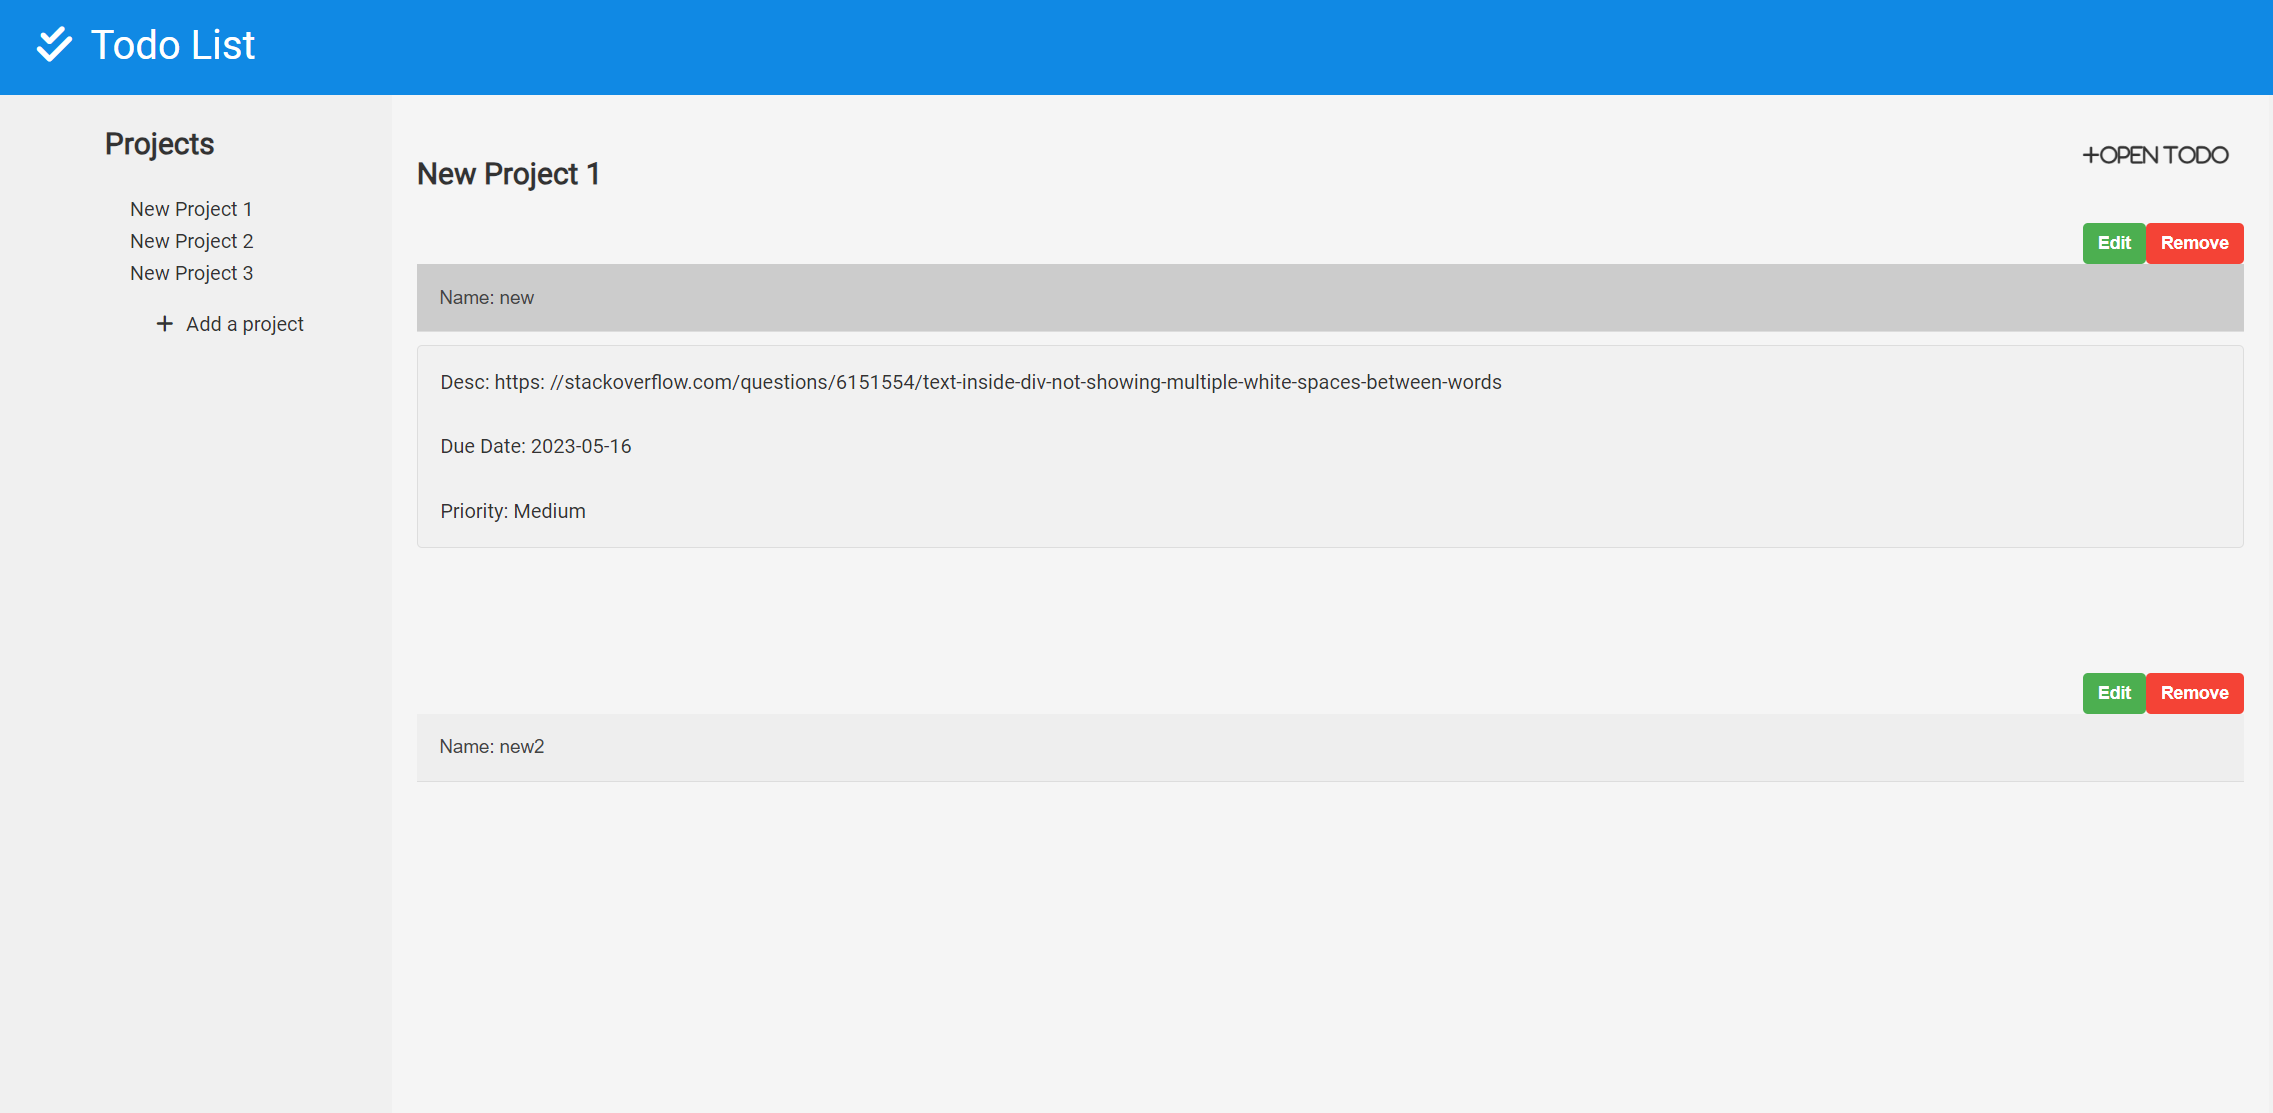 Todo List
Projects
New Project 1
New Project 2
New Project 3
+ Add a project
New Project 1
+OPEN TODO
Edit Remove
Name: new
Desc: https: //stackoverflow.com/questions/6151554/text-inside-div-not-showing-multiple-white-spaces-between-words
Due Date: 2023-05-16
Priority: Medium
Edit Remove
Name: new2